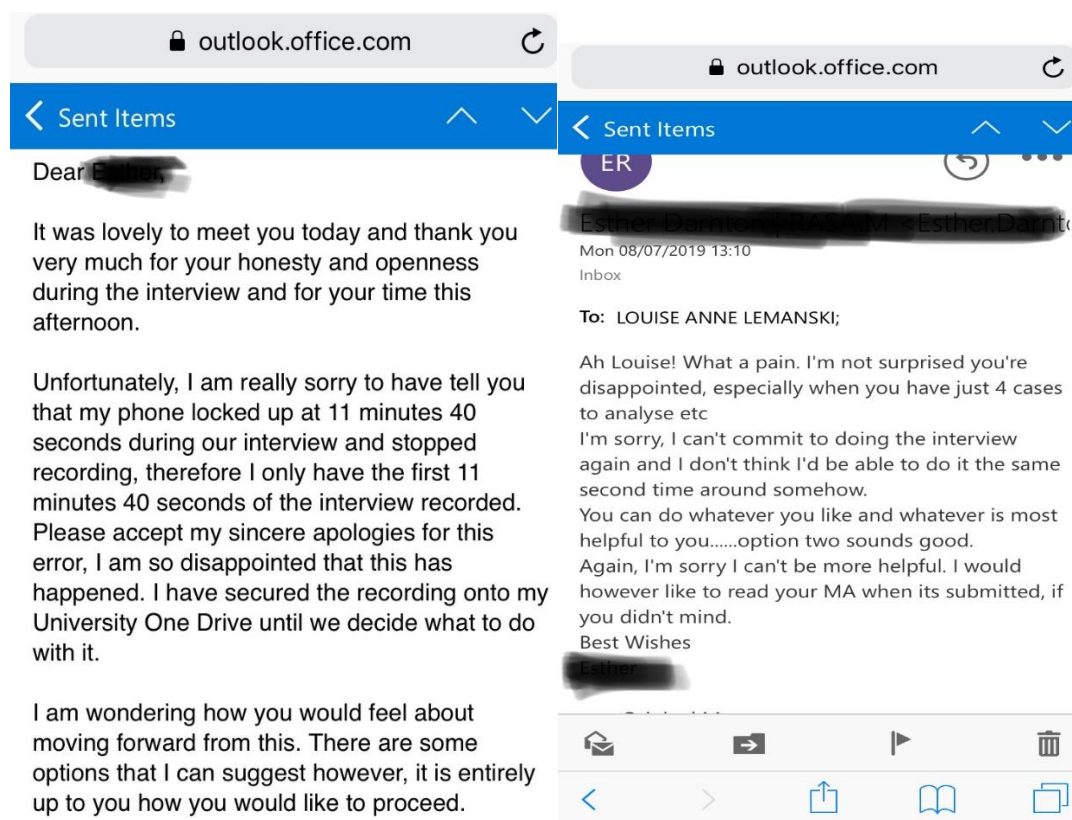 outlook.office.com
Sent Items
Dear
It was lovely to meet you today and thank you
very much for your honesty and openness
during the interview and for your time this
afternoon.
Unfortunately, I am really sorry to have tell you
that my phone locked up at 11 minutes 40
seconds during our interview and stopped
recording, therefore I only have the first 11
minutes 40 seconds of the interview recorded.
Please accept my sincere apologies for this
error, I am so disappointed that this has
happened. I have secured the recording onto my
University One Drive until we decide what to do
with it.
I am wondering how you would feel about
moving forward from this. There are some
options that I can suggest however, it is entirely
up to you how you would like to proceed.
outlook.office.com
Sent Items
ER
Mon 08/07/2019 13:10
Inbox
To: LOUISE ANNE LEMANSKI;
Ah Louise! What a pain. I'm not surprised you're
disappointed, especially when you have just 4 cases
to analyse etc
I'm sorry, I can't commit to doing the interview
again and I don't think I'd be able to do it the same
second time around somehow.
You can do whatever you like and whatever is most
helpful to you......option two sounds good.
Again, I'm sorry I can't be more helpful. I would
however like to read your MA when its submitted, if
you didn't mind.
Best Wishes